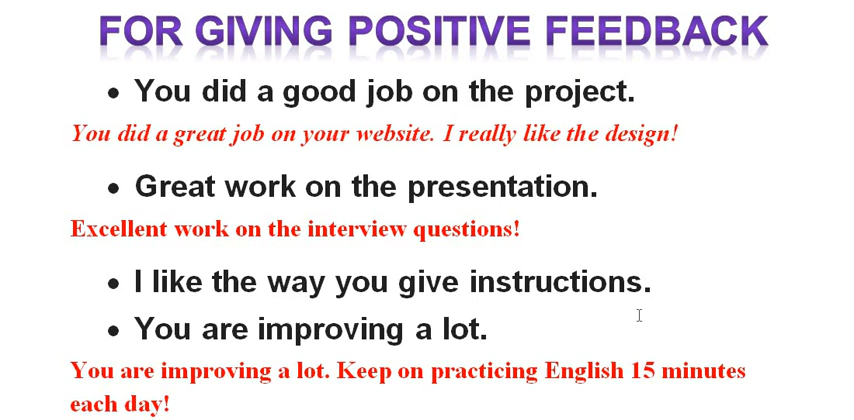 FOR GIVING POSITIVE FEEDBACK
• You did a good job on the project.
You did a great job on your website. I really like the design!
• Great work on the presentation.
Excellent work on the interview questions!
• I like the way you give instructions.
• You are improving a lot.
You are improving a lot. Keep on practicing English 15 minutes
each day!